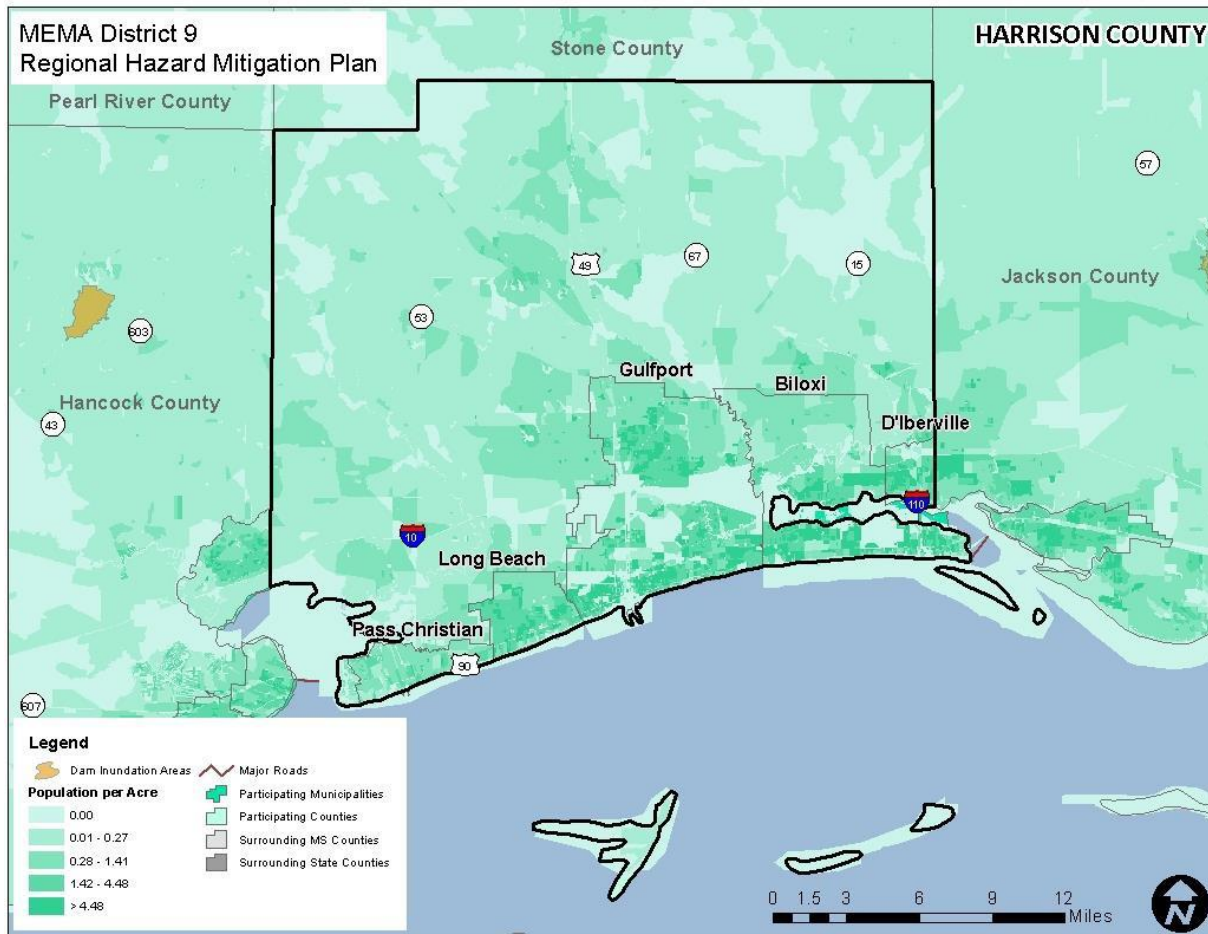 MEMA District 9
Regional Hazard Mitigation Plan
HARRISON COUNTY
Stone County
Pearl River County
57
49
67
15
Jackson County
53
603
Gulfport
Biloxi
Hancock County
43
D'Iberville
110
10
Long Beach
Pass Christian
90
607
Legend
Dam Inundation Areas
Population per Acre
0.00
0.01 - 0.27
0.28 - 1.41
1.42 - 4.48
> 4.48
Major Roads
Participating Municipalities
Participating Counties
Surrounding MS Counties
Surrounding State Counties
0 1.5 3 6 9 12
Miles
N